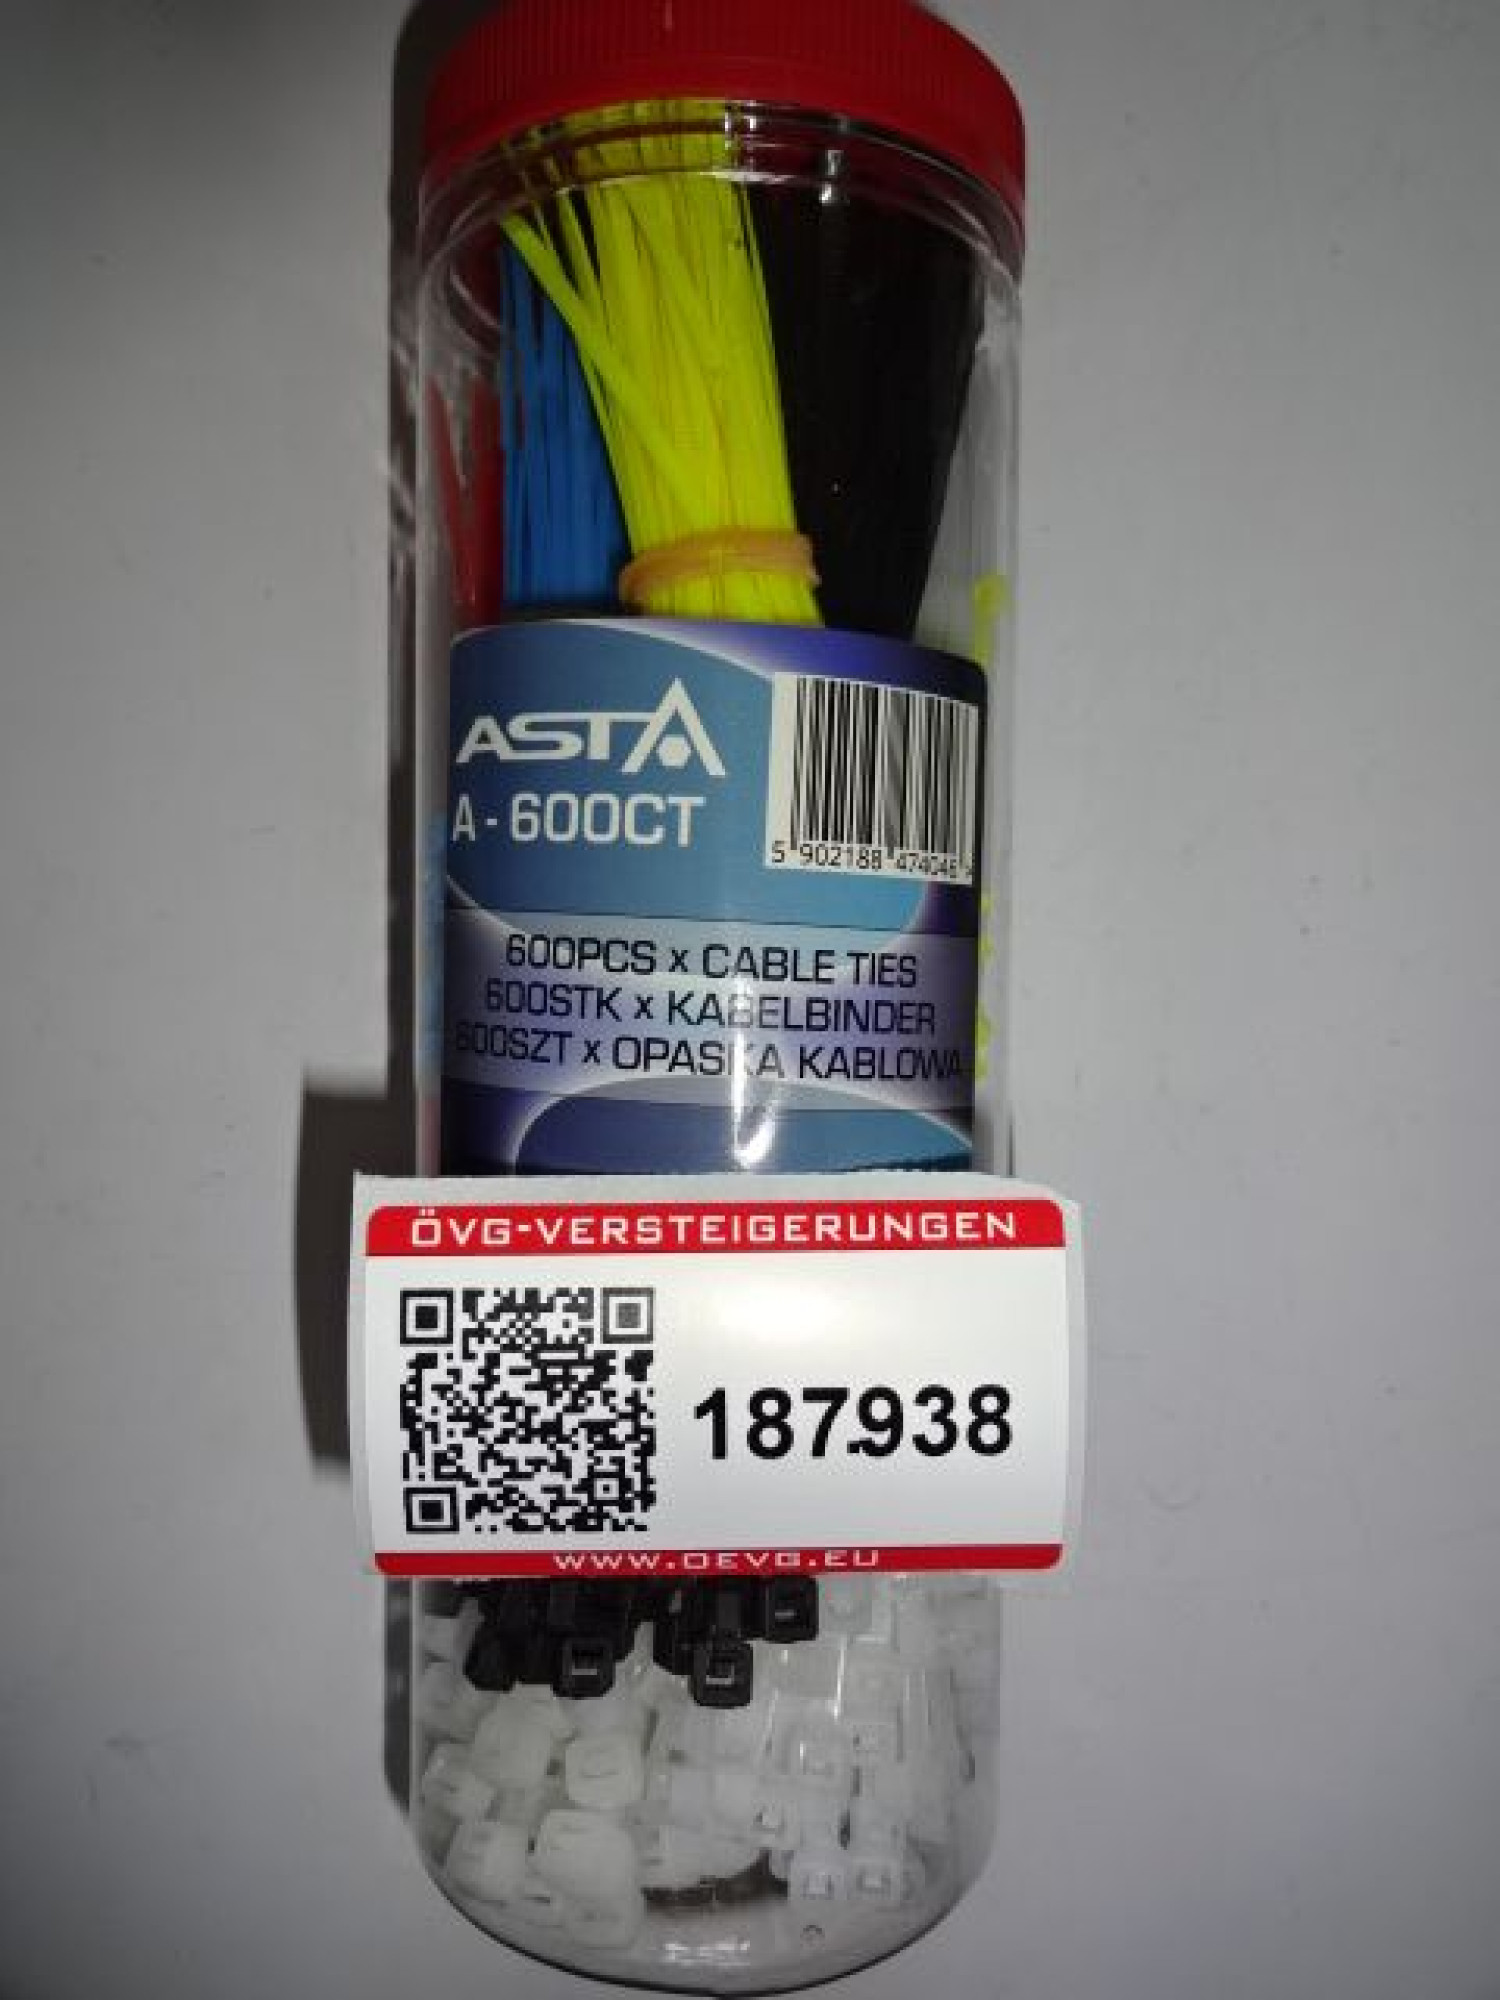 ASTA
A - 600CT
5 902188 474046 >
600PCS x CABLE TIES
600STK x KABELBINDER
600SZT x OPASKA KABLOWA
ÖVG-VERSTEIGERUNGEN
187.938
WWW.OEVG.EU